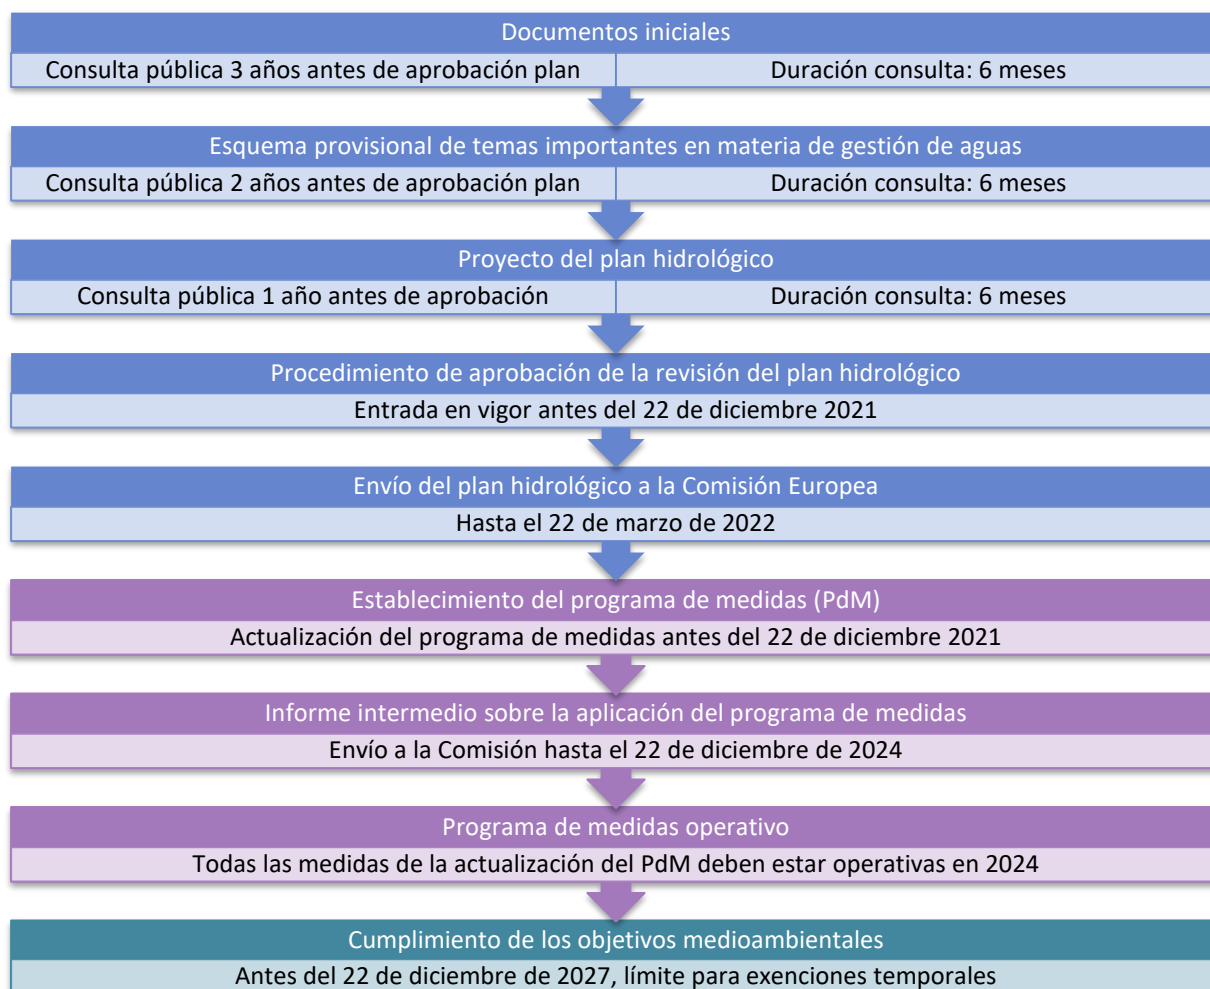 Documentos iniciales
Consulta pública 3 años antes de aprobación plan
Duración consulta: 6 meses
Esquema provisional de temas importantes en materia de gestión de aguas
Consulta pública 2 años antes de aprobación plan
Duración consulta: 6 meses
Proyecto del plan hidrológico
Consulta pública 1 año antes de aprobación
Duración consulta: 6 meses
Procedimiento de aprobación de la revisión del plan hidrológico
Entrada en vigor antes del 22 de diciembre 2021
Envío del plan hidrológico a la Comisión Europea
Hasta el 22 de marzo de 2022
Establecimiento del programa de medidas (PdM)
Actualización del programa de medidas antes del 22 de diciembre 2021
Informe intermedio sobre la aplicación del programa de medidas
Envío a la Comisión hasta el 22 de diciembre de 2024
Programa de medidas operativo
Todas las medidas de la actualización del PdM deben estar operativas en 2024
Cumplimiento de los objetivos medioambientales
Antes del 22 de diciembre de 2027, límite para exenciones temporales